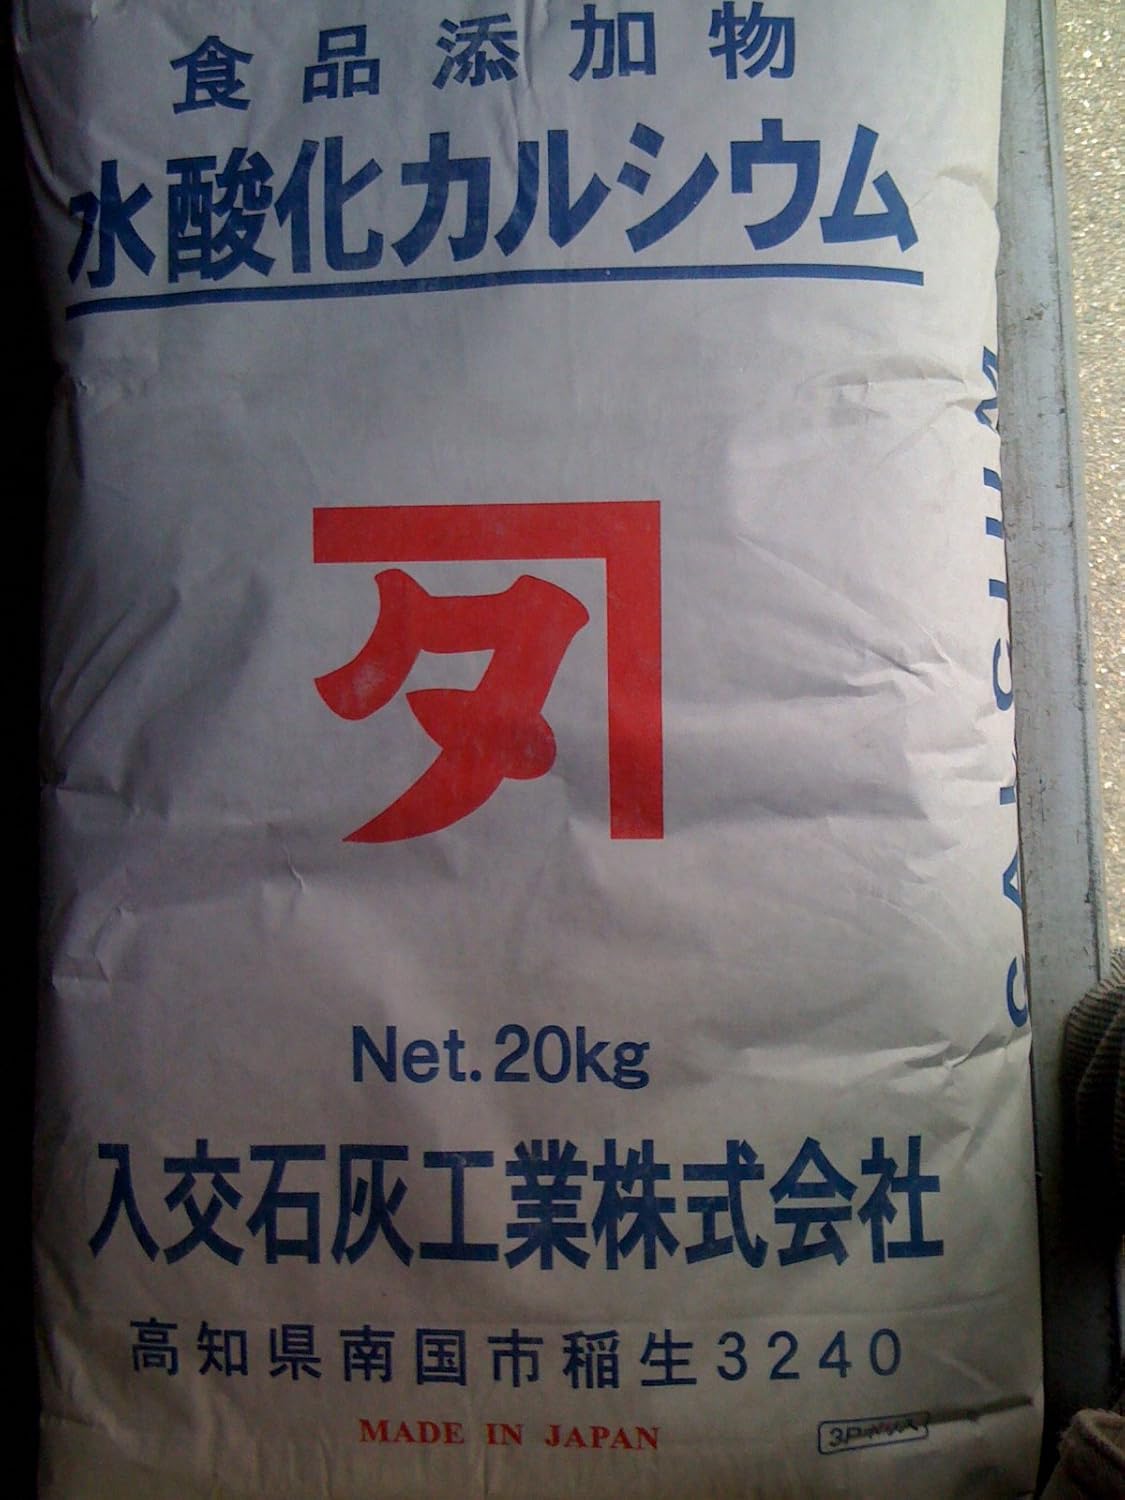 食品添加物
水酸化カルシウム
タ
Net.20kg
入交石灰工業株式会社
高知県南国市稲生3240
MADE IN JAPAN
CALCIUM